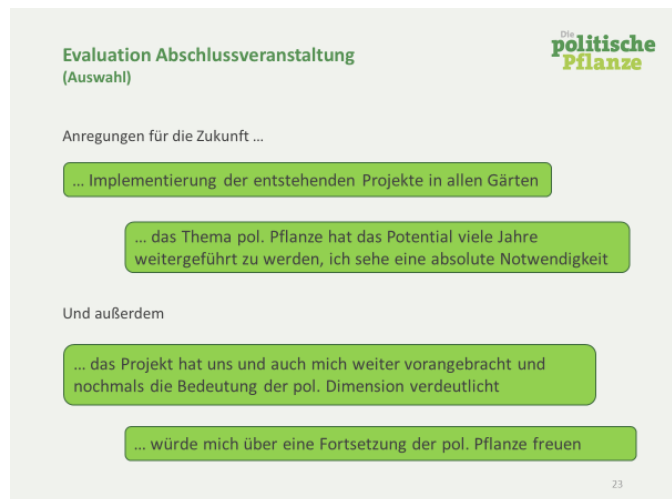 Die
politische
Pflanze
Evaluation Abschlussveranstaltung
(Auswahl)
Anregungen für die Zukunft ...
... Implementierung der entstehenden Projekte in allen Gärten
... das Thema pol. Pflanze hat das Potential viele Jahre
weitergeführt zu werden, ich sehe eine absolute Notwendigkeit
Und außerdem
... das Projekt hat uns und auch mich weiter vorangebracht und
nochmals die Bedeutung der pol. Dimension verdeutlicht
... würde mich über eine Fortsetzung der pol. Pflanze freuen
23